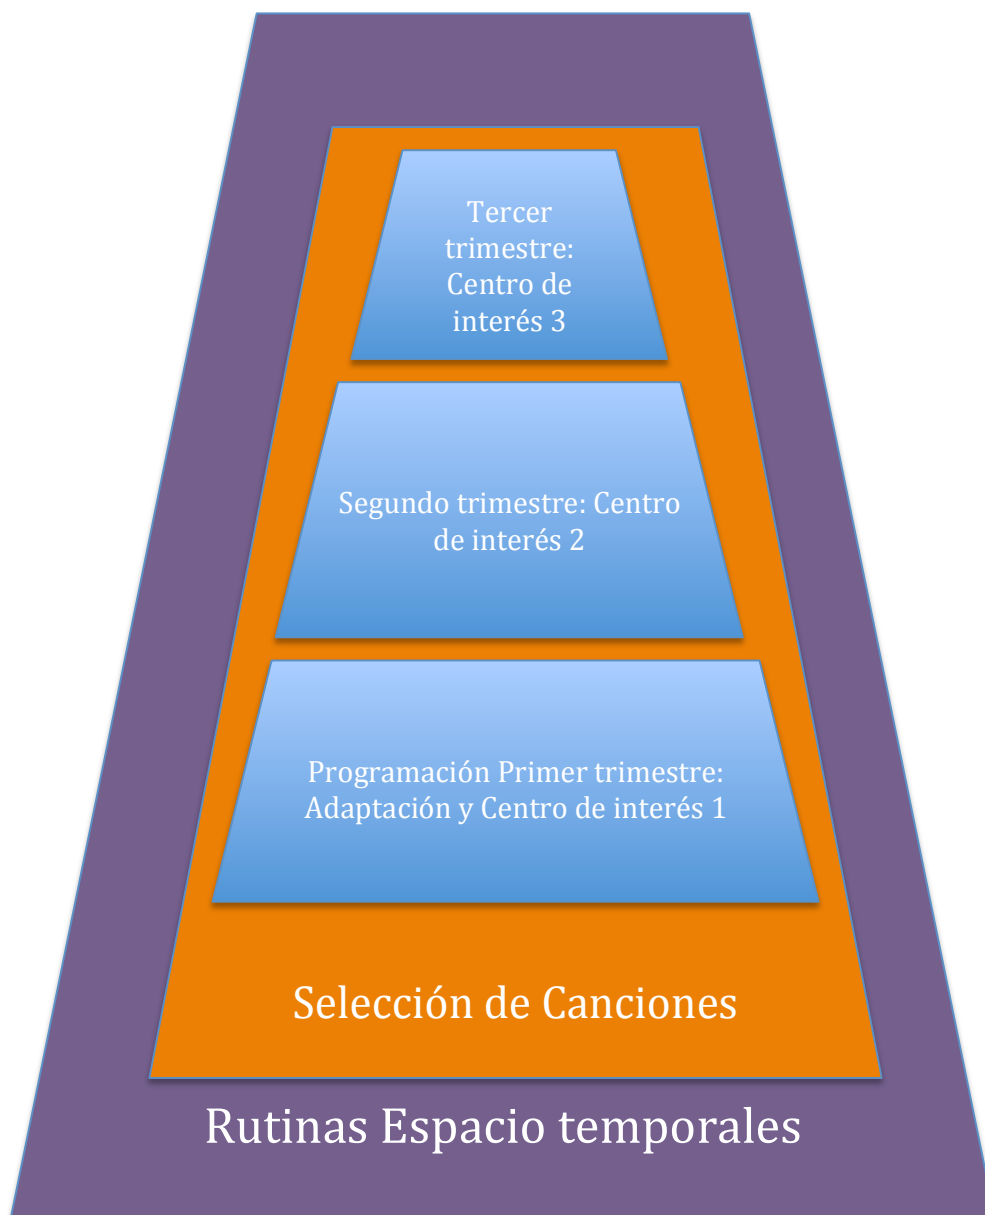 Tercer
trimestre:
Centro de
interés 3
Segundo trimestre: Centro
de interés 2
Programación Primer trimestre:
Adaptación y Centro de interés 1
Selección de Canciones
Rutinas Espacio temporales